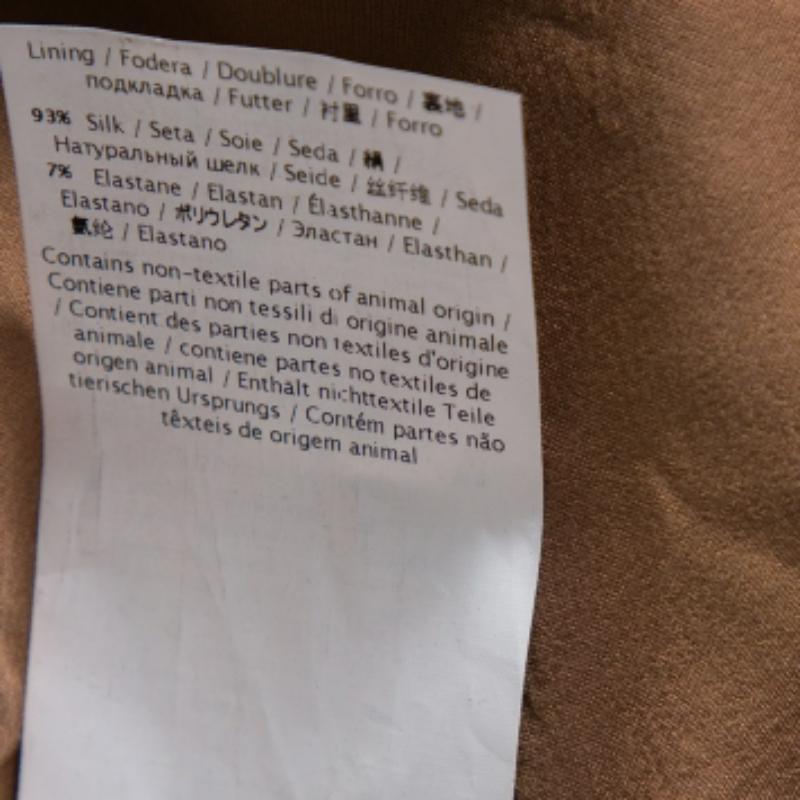 Lining / Fodera / Doublure / Forro / 裏地 /
подкладка / Futter / 衬里 / Forro
93% Silk / Seta / Soie / Seda / 絹 /
Натуральный шелк / Seide / 丝纤维 / Seda
7% Elastane / Elastan / Élasthanne /
Elastano / ポリウレタン / Эластан / Elasthan /
氨纶 / Elastano
Contains non-textile parts of animal origin /
Contiene parti non tessili di origine animale
/ Contient des parties non textiles d'origine
animale / contiene partes no textiles de
origen animal / Enthält nichttextile Teile
tierischen Ursprungs / Contém partes não
têxteis de origem animal